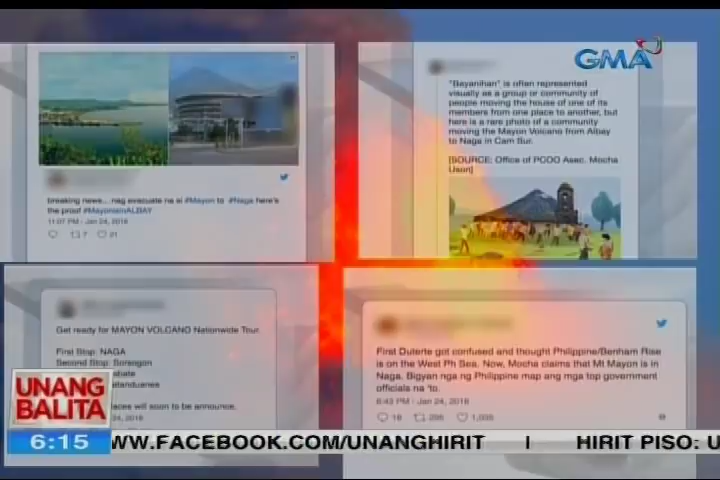 GMA
breaking news... nag evacuate na si #Mayon to #Naga here's
the proof #MayonisinALBAY
11:07 PM - Jan 24, 2018
7 21
"Bayanihan" is often represented
visually as a group or community of
people moving the house of one of its
members from one place to another, but
here is a rare photo of a community
moving the Mayon Volcano from Albay
to Naga in Cam Sur.
[SOURCE: Office of PCOO Asec. Mocha
Uson]
Get ready for MAYON VOLCANO Nationwide Tour.
First Stop: NAGA
Second Stop: Sorsogon
First Duterte got confused and thought Philippine/Benham Rise
is on the West Ph Sea. Now, Mocha claims that Mt Mayon is in
Naga. Bigyan nga ng Philippine map ang mga top government
officials na 'to.
6:43 PM - Jan 24, 2018
UNANG
BALITA
aces will soon to be announce.
6:15
WW.FACEBOOK.COM/UNANGHIRIT I HIRIT PISO: U